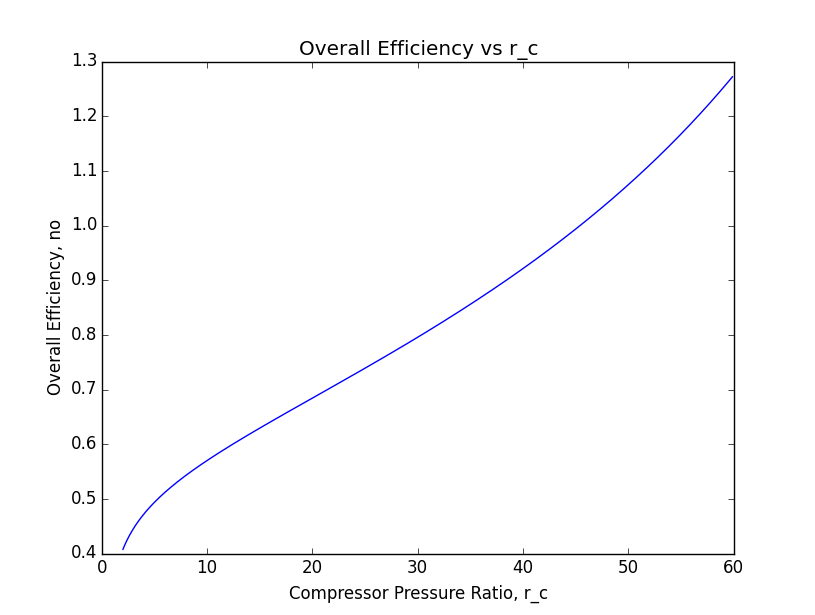 Overall Efficiency vs r_c
1.3
1.2
1.1
1.0
0.9
0.8
0.7
0.6
0.5
0.4
Overall Efficiency, no
0 10 20 30 40 50 60
Compressor Pressure Ratio, r_c